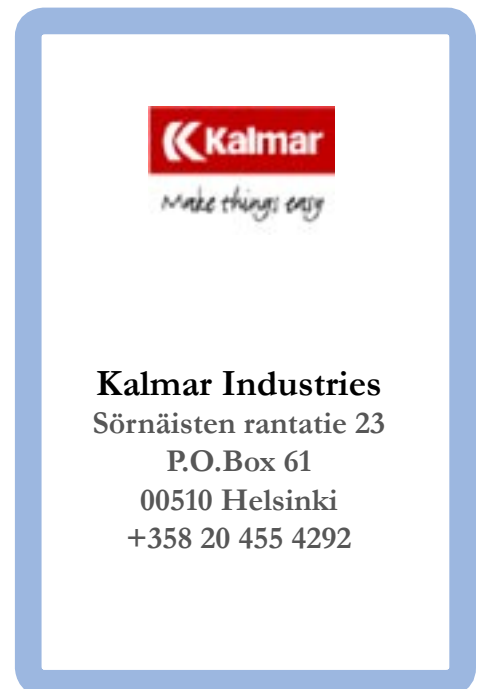 Kalmar
Make things easy
Kalmar Industries
Sörnäisten rantatie 23
P.O.Box 61
00510 Helsinki
+358 20 455 4292